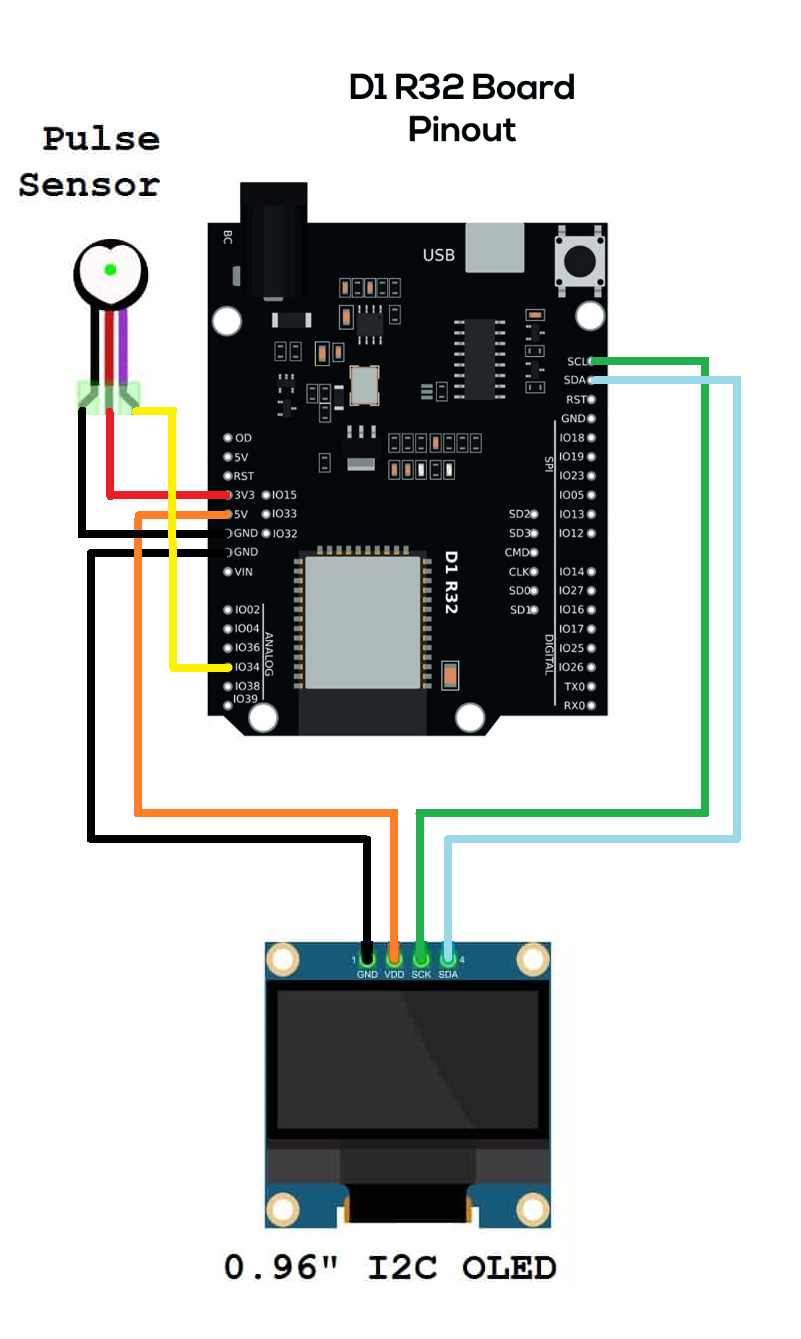 D1 R32 Board
Pinout
Pulse
Sensor
BC
USB
SCL
SDA
RST
GND
OD
5V
RST
3V3
5V
GND
GND
VIN
IO15
IO33
IO32
IO02
IO04
IO36
IO34
IO38
IO39
ANALOG
SD2
SD3
CMD
CLK
SD0
SD1
D1 R32
SPI
IO18
IO19
IO23
IO05
IO13
IO12
IO14
IO27
IO16
IO17
IO25
IO26
TX0
RX0
DIGITAL
1
4
GND VDD SCK SDA
0.96" I2C OLED